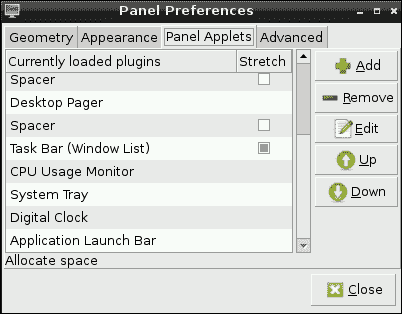 Panel Preferences
Geometry Appearance Panel Applets Advanced
Currently loaded plugins Stretch
Spacer
Desktop Pager
Spacer
Task Bar (Window List)
CPU Usage Monitor
System Tray
Digital Clock
Application Launch Bar
Allocate space
Add
Remove
Edit
Up
Down
Close